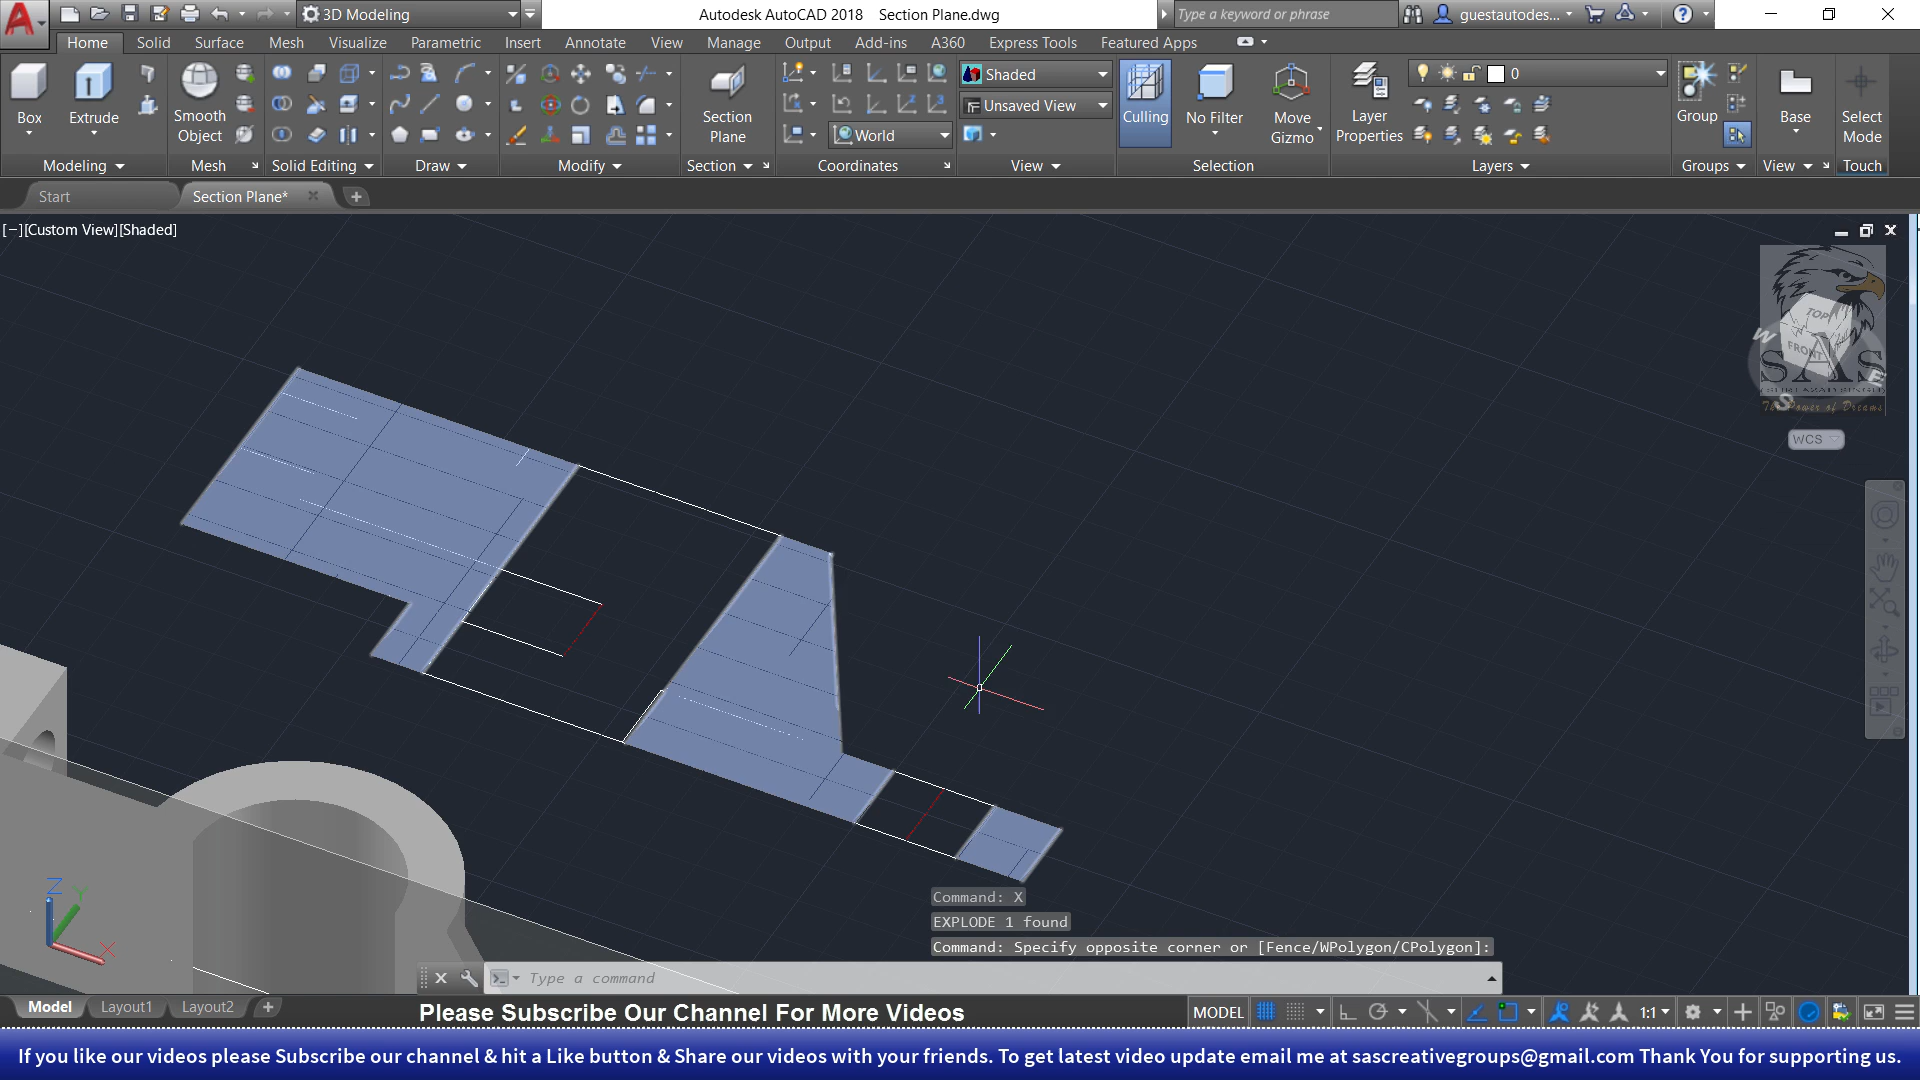 3D Modeling
Autodesk AutoCAD 2018 Section Plane.dwg
Type a keyword or phrase
guestautodes...
Home Solid Surface Mesh Visualize Parametric Insert Annotate View Manage Output Add-ins A360 Express Tools Featured Apps
Box
Extrude
Smooth
Object
Section
Plane
World
Shaded
Unsaved View
Culling
No Filter
Move
Gizmo
Layer
Properties
0
Group
Base
Select
Mode
Modeling Mesh Solid Editing Draw Modify Section Coordinates View Selection Layers Groups View Touch
Start Section Plane*
[−][Custom View][Shaded]
TOP
FRONT
W
E
S
SAS
The Power of Dreams
WCS
Z
Y
X
Command: X
EXPLODE 1 found
Command: Specify opposite corner or [Fence/WPolygon/CPolygon]:
Type a command
Model Layout1 Layout2
Please Subscribe Our Channel For More Videos
MODEL
1:1
If you like our videos please Subscribe our channel & hit a Like button & Share our videos with your friends. To get latest video update email me at sascreativegroups@gmail.com Thank You for supporting us.